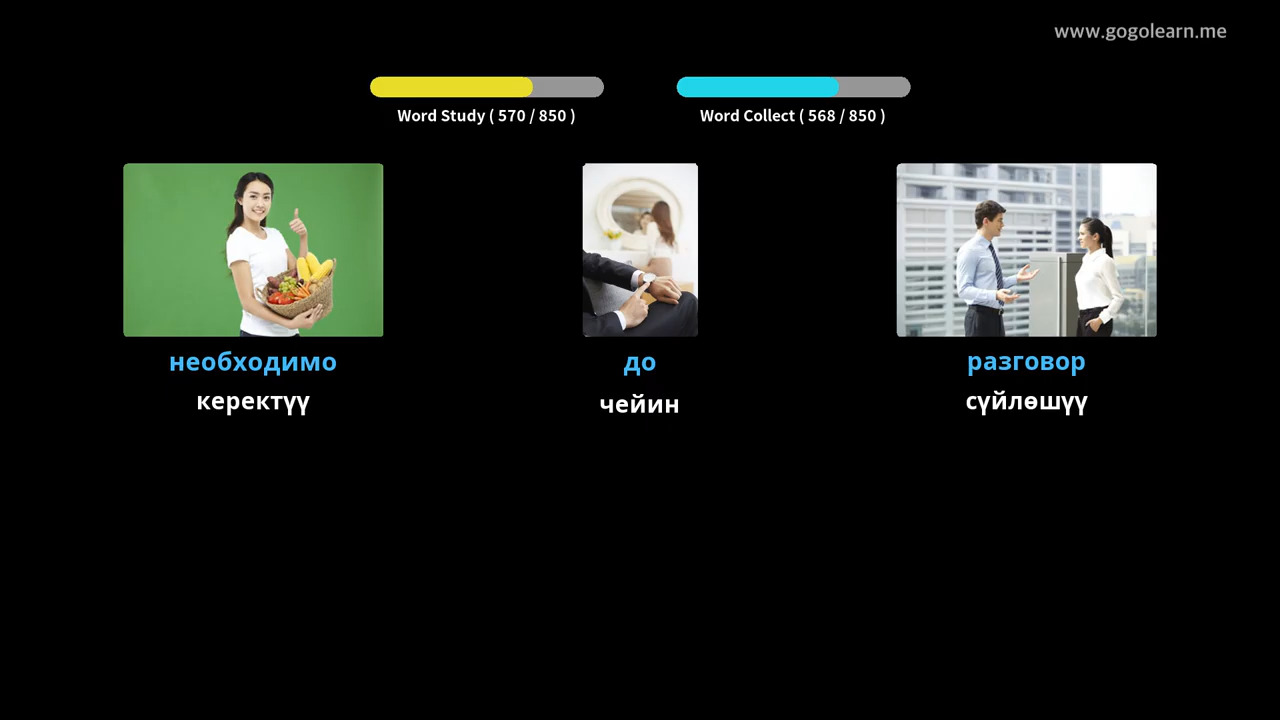 www.gogolearn.me
Word Study ( 570 / 850 )
Word Collect ( 568 / 850 )
необходимо
керектүү
до
чейин
разговор
сүйлөшүү